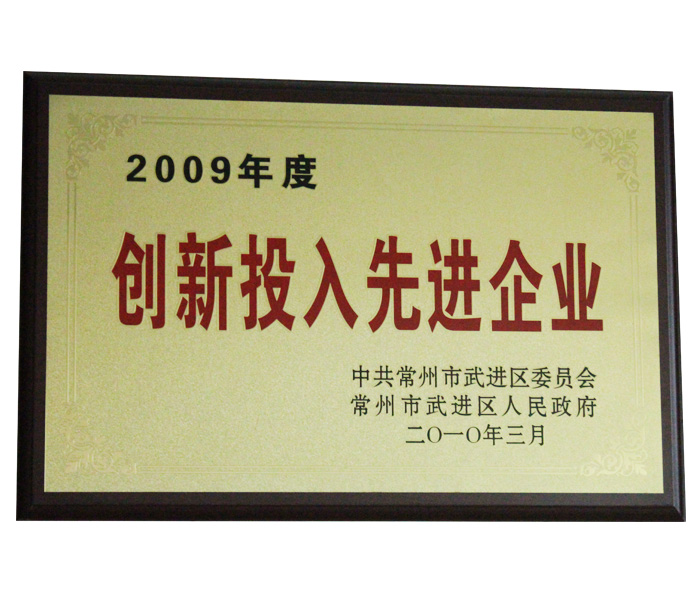 2009年度
创新投入先进企业
中共常州市武进区委员会
常州市武进区人民政府
二〇一〇年三月